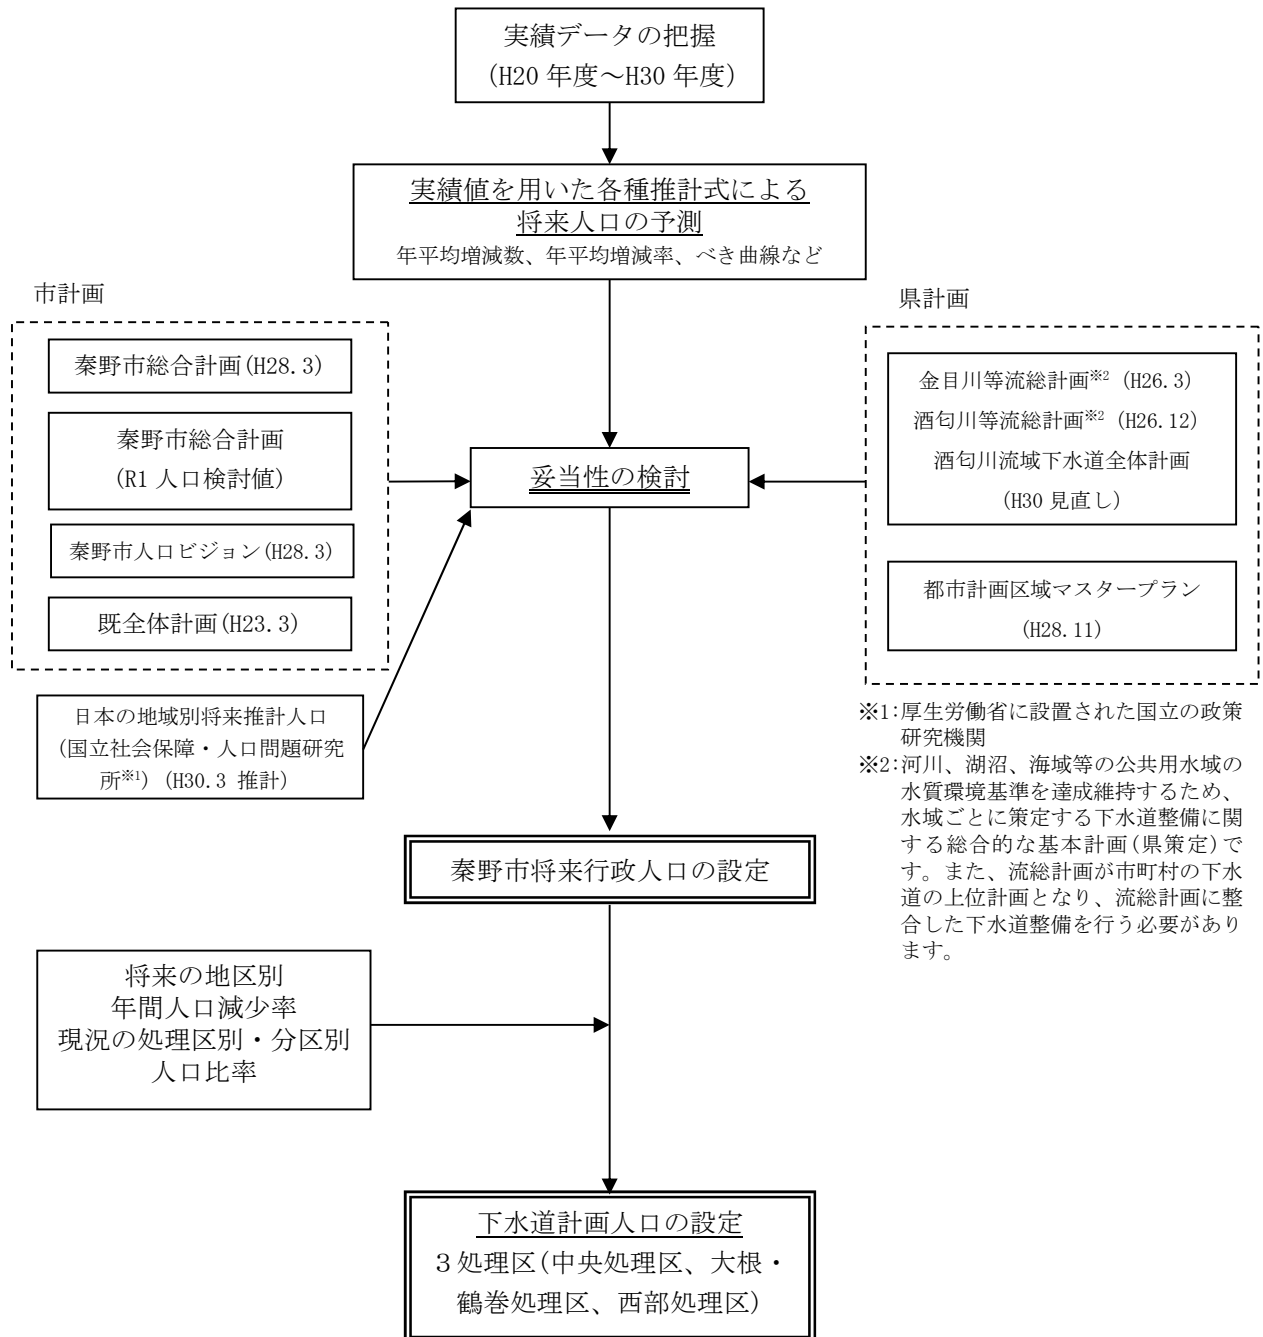 実績データの把握
(H20 年度～H30 年度)
実績値を用いた各種推計式による
将来人口の予測
年平均増減数、年平均増減率、べき曲線など
市計画
秦野市総合計画(H28.3)
秦野市総合計画
(R1 人口検討値)
秦野市人口ビジョン(H28.3)
既全体計画(H23.3)
日本の地域別将来推計人口
(国立社会保障・人口問題研究
所※1) (H30.3 推計)
妥当性の検討
県計画
金目川等流総計画※2 (H26.3)
酒匂川等流総計画※2 (H26.12)
酒匂川流域下水道全体計画
(H30 見直し)
都市計画区域マスタープラン
(H28.11)
※1:厚生労働省に設置された国立の政策
研究機関
※2:河川、湖沼、海域等の公共用水域の
水質環境基準を達成維持するため、
水域ごとに策定する下水道整備に関
する総合的な基本計画(県策定)で
す。また、流総計画が市町村の下水
道の上位計画となり、流総計画に整
合した下水道整備を行う必要があり
ます。
秦野市将来行政人口の設定
将来の地区別
年間人口減少率
現況の処理区別・分区別
人口比率
下水道計画人口の設定
３処理区(中央処理区、大根・
鶴巻処理区、西部処理区)